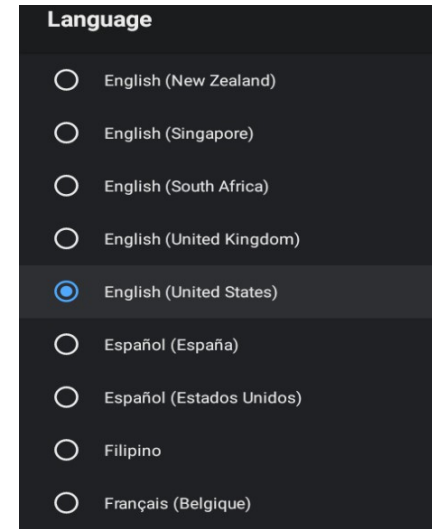 Language
English (New Zealand)
English (Singapore)
English (South Africa)
English (United Kingdom)
English (United States)
Español (España)
Español (Estados Unidos)
Filipino
Français (Belgique)